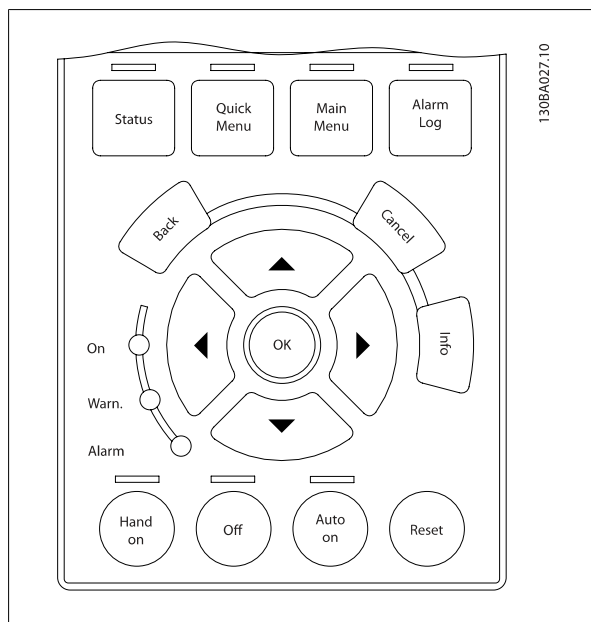 130BA027.10
Status
Quick
Menu
Main
Menu
Alarm
Log
Back
Cancel
Info
OK
On
Warn.
Alarm
Hand
on
Off
Auto
on
Reset